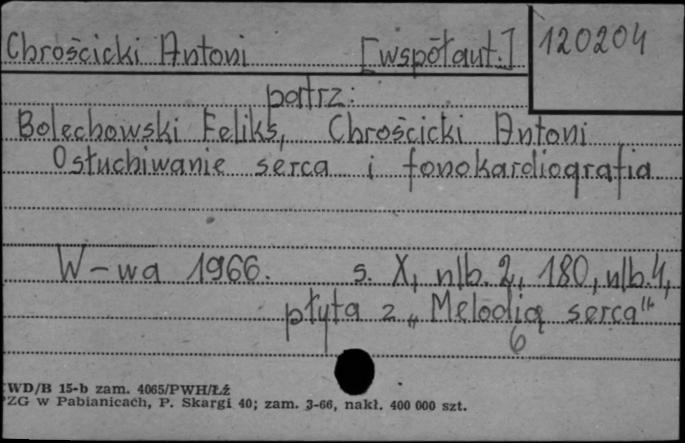 Chrościcki Antoni [współaut.] 120204
patrz:
Bolechowski Feliks, Chrościcki Antoni
Osłuchiwanie serca i fonokardiografia
W-wa 1966. s. X, nlb. 2, 180, nlb. 4,
płyta z „Melodią serca"
6
WD/B 15-b zam. 4065/PWH/Łź
PZG w Pabianicach, P. Skargi 40; zam. 3-66, nakł. 400 000 szt.